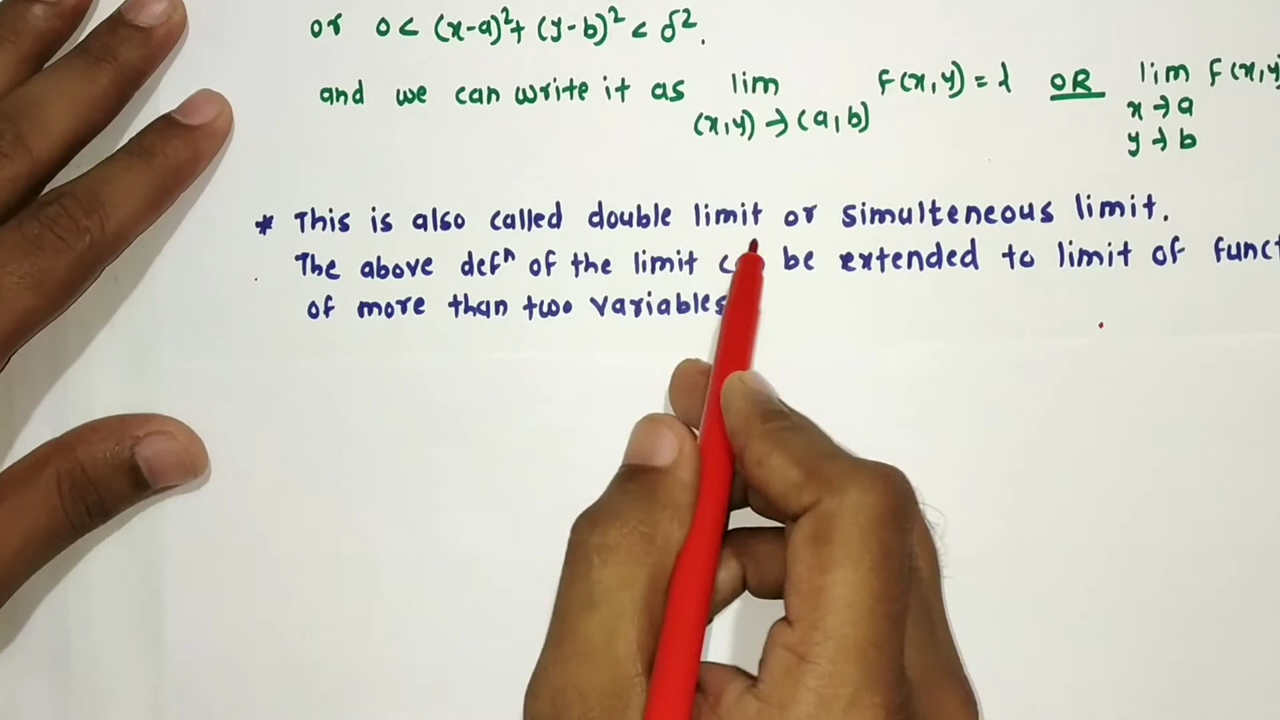 or 0 < (x-a)²+ (y-b)² < δ².
and we can write it as lim F(x,y) = l OR lim F(x,y
(x,y) → (a,b) x → a
y → b
* This is also called double limit or simulteneous limit.
The above defⁿ of the limit be extended to limit of funct
of more than two variables